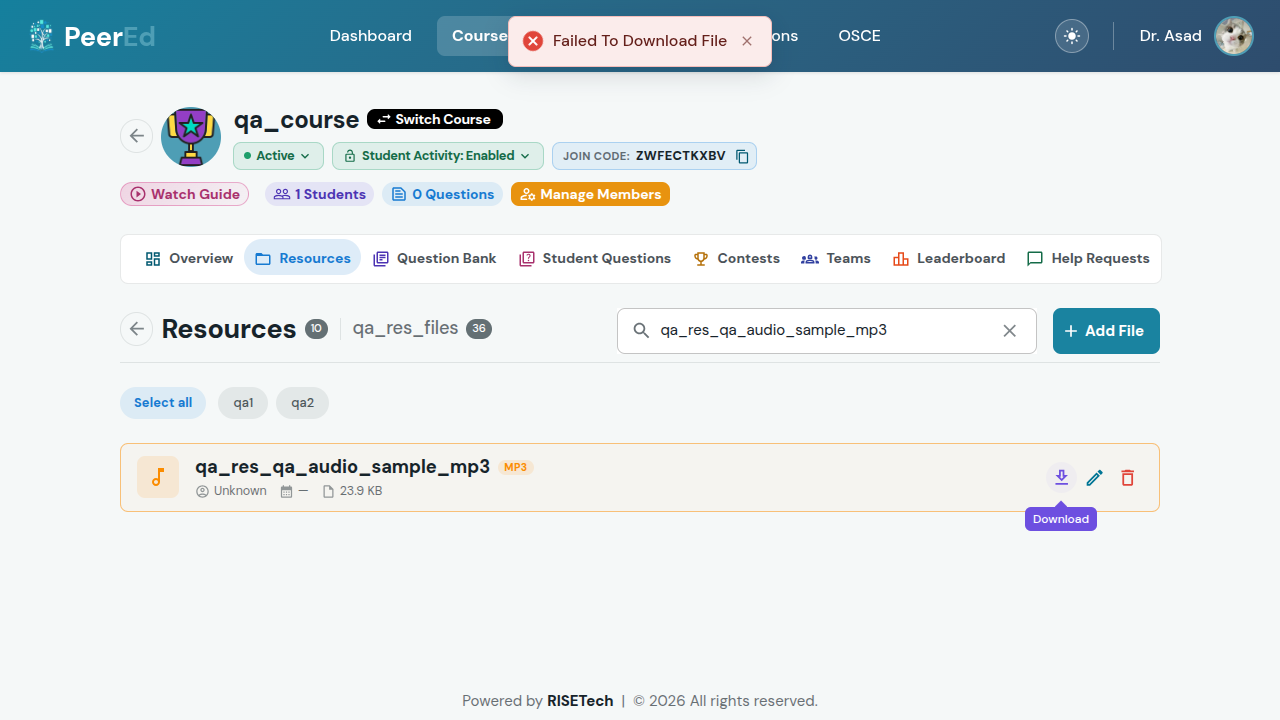 PeerEd
Dashboard
Course
ons
OSCE
Dr. Asad
Failed To Download File
qa_course
Switch Course
Active
Student Activity: Enabled
JOIN CODE: ZWFECTKXBV
Watch Guide
1 Students
0 Questions
Manage Members
Overview
Resources
Question Bank
Student Questions
Contests
Teams
Leaderboard
Help Requests
Resources 10
qa_res_files 36
qa_res_qa_audio_sample_mp3
Add File
Select all
qa1
qa2
qa_res_qa_audio_sample_mp3 MP3
Unknown — 23.9 KB
Download
Powered by RISETech | © 2026 All rights reserved.